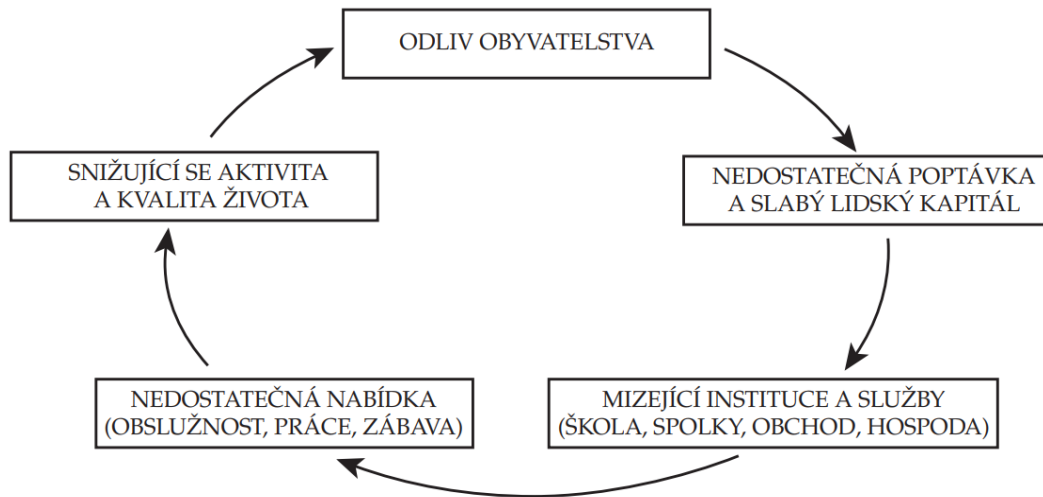 ODLIV OBYVATELSTVA
NEDOSTATEČNÁ POPTÁVKA
A SLABÝ LIDSKÝ KAPITÁL
MIZEJÍCÍ INSTITUCE A SLUŽBY
(ŠKOLA, SPOLKY, OBCHOD, HOSPODA)
NEDOSTATEČNÁ NABÍDKA
(OBSLUŽNOST, PRÁCE, ZÁBAVA)
SNIŽUJÍCÍ SE AKTIVITA
A KVALITA ŽIVOTA